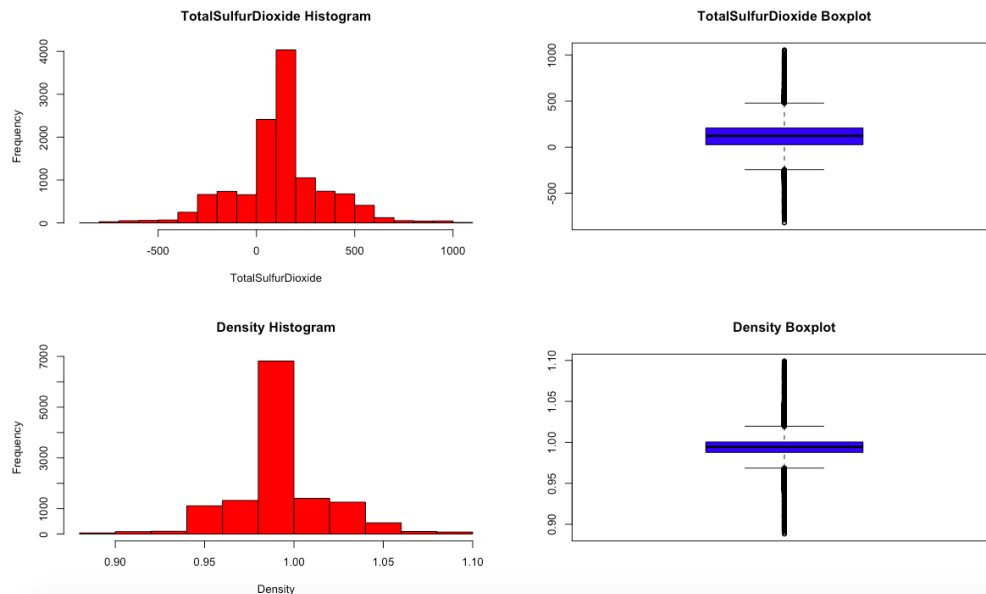 TotalSulfurDioxide Histogram
Frequency
0 1000 2000 3000 4000
-500 0 500 1000
TotalSulfurDioxide
TotalSulfurDioxide Boxplot
-500 0 500 1000
Density Histogram
Frequency
0 1000 3000 5000 7000
0.90 0.95 1.00 1.05 1.10
Density
Density Boxplot
0.90 0.95 1.00 1.05 1.10